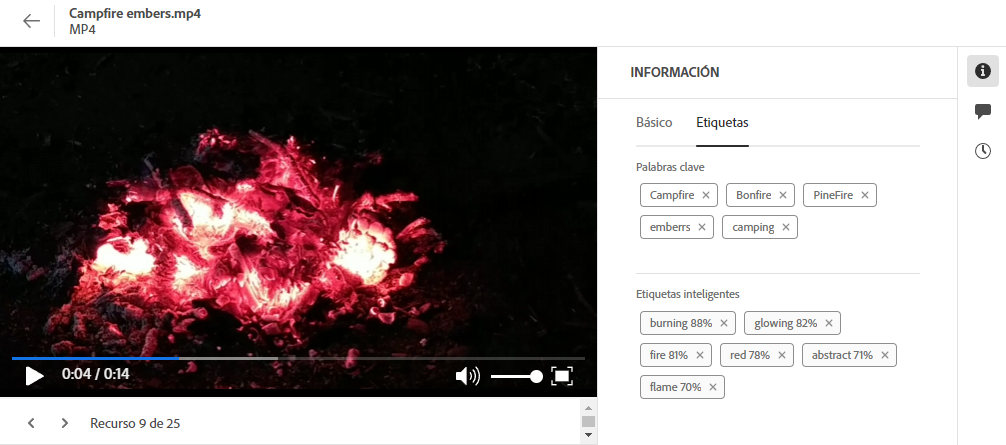 Campfire embers.mp4
MP4
INFORMACIÓN
Básico Etiquetas
Palabras clave
Campfire × Bonfire × PineFire ×
emberrs × camping ×
Etiquetas inteligentes
burning 88% × glowing 82% ×
fire 81% × red 78% × abstract 71% ×
flame 70% ×
0:04 / 0:14
Recurso 9 de 25